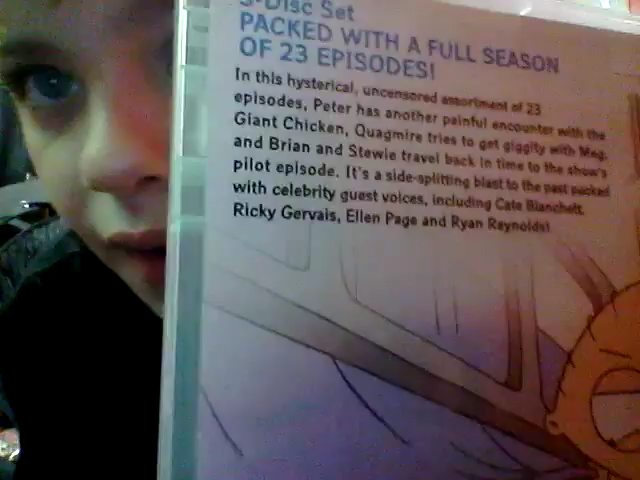 3-Disc Set
PACKED WITH A FULL SEASON
OF 23 EPISODES!
In this hysterical, uncensored assortment of 23
episodes, Peter has another painful encounter with the
Giant Chicken, Quagmire tries to get giggity with Meg,
and Brian and Stewie travel back in time to the show's
pilot episode. It's a side-splitting blast to the past packed
with celebrity guest voices, including Cate Blanchett,
Ricky Gervais, Ellen Page and Ryan Reynolds!